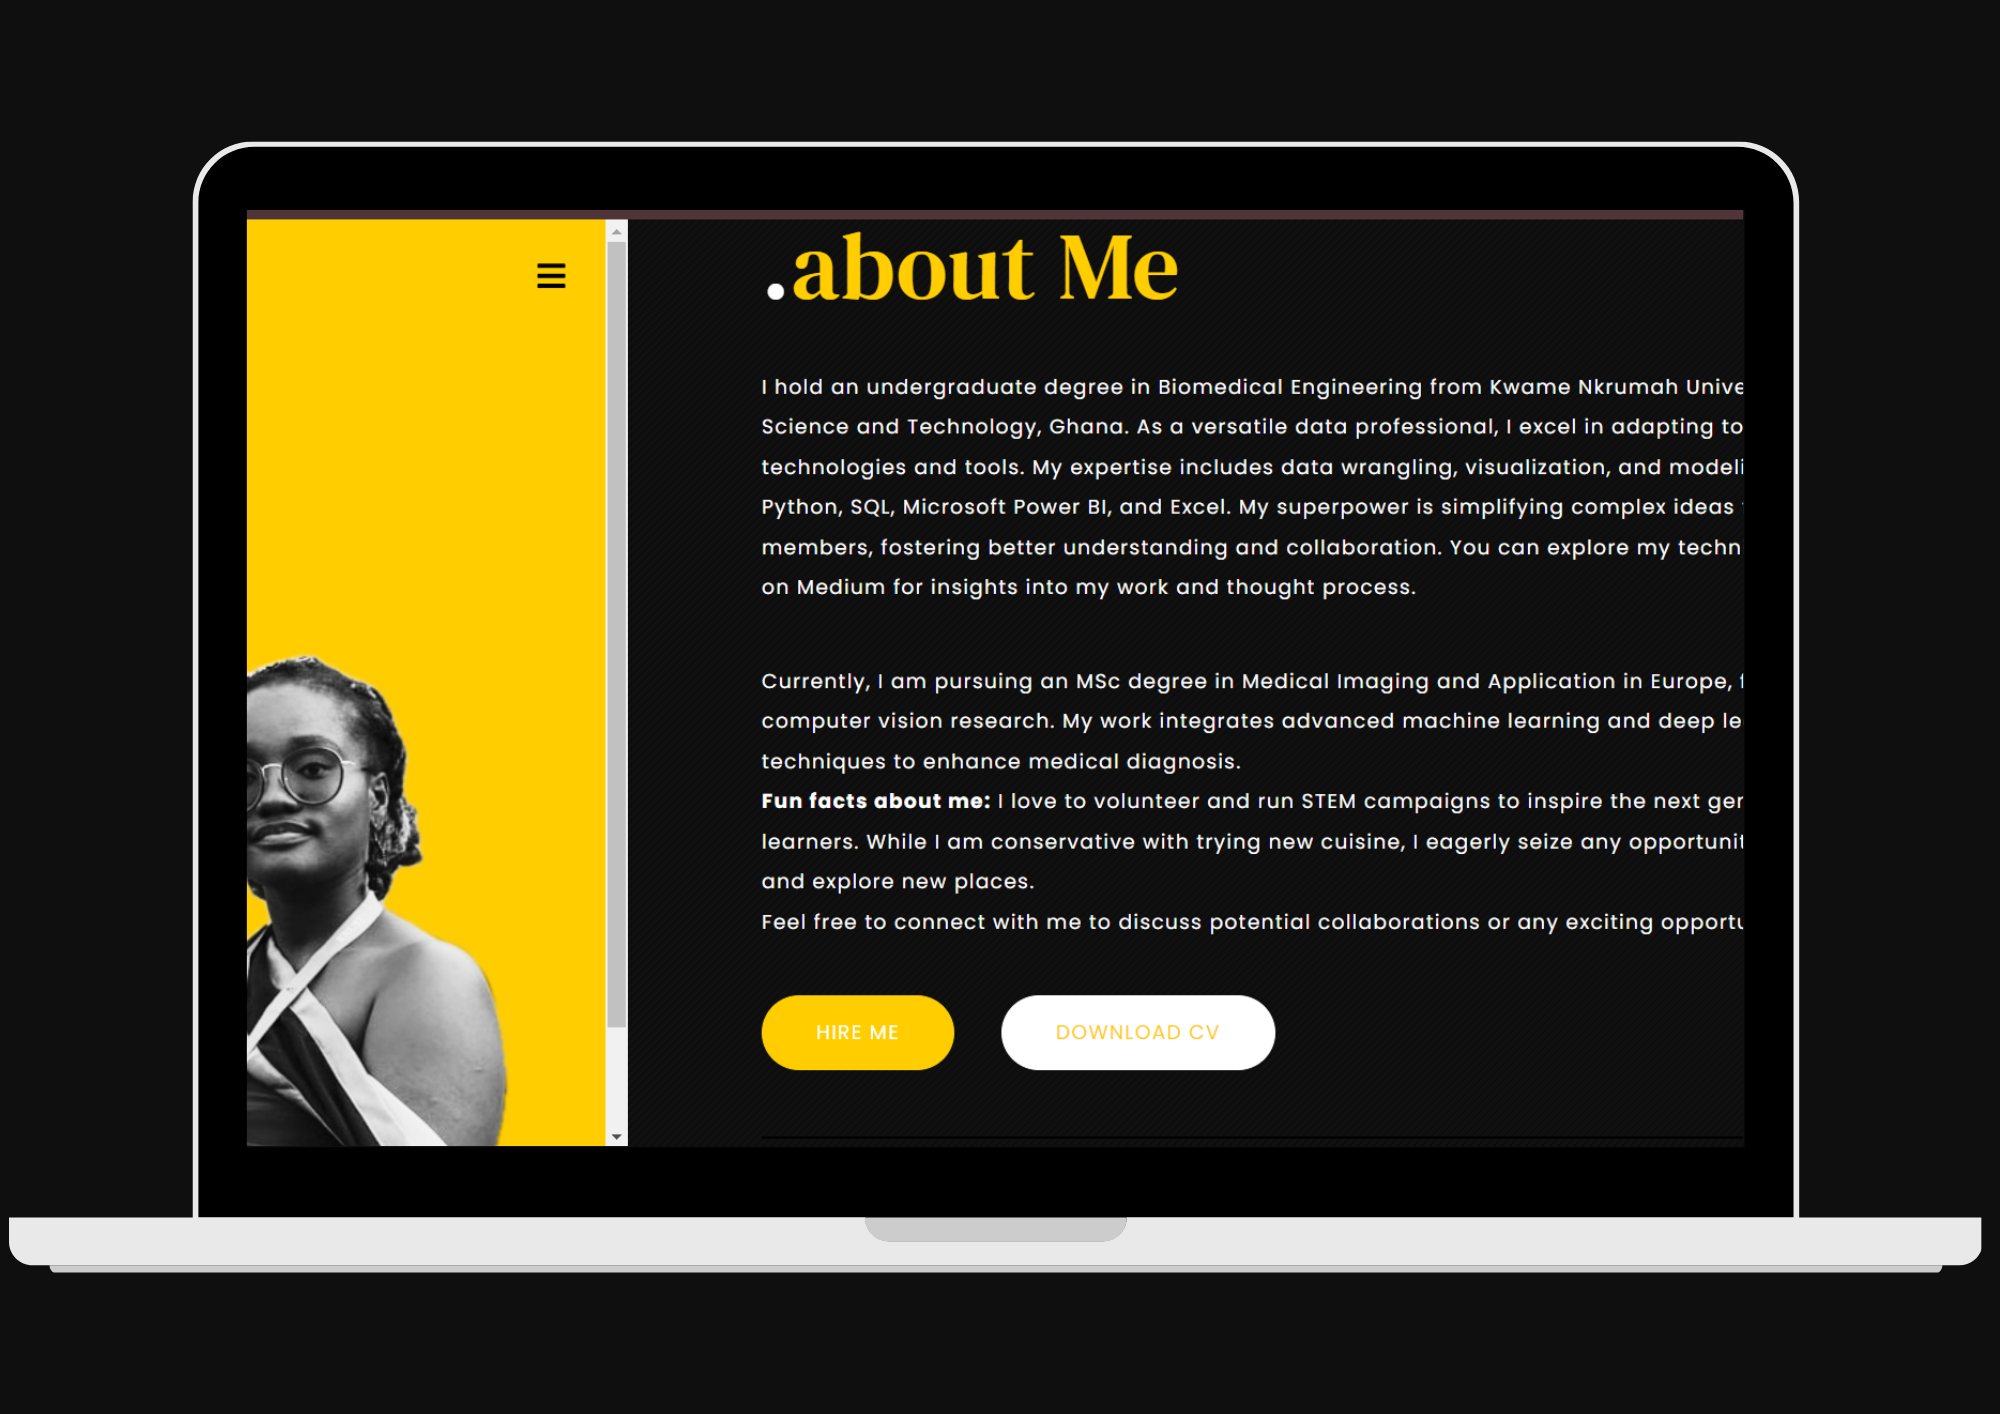 .about Me
I hold an undergraduate degree in Biomedical Engineering from Kwame Nkrumah Unive
Science and Technology, Ghana. As a versatile data professional, I excel in adapting to
technologies and tools. My expertise includes data wrangling, visualization, and modeli
Python, SQL, Microsoft Power BI, and Excel. My superpower is simplifying complex ideas
members, fostering better understanding and collaboration. You can explore my techn
on Medium for insights into my work and thought process.
Currently, I am pursuing an MSc degree in Medical Imaging and Application in Europe, f
computer vision research. My work integrates advanced machine learning and deep le
techniques to enhance medical diagnosis.
Fun facts about me: I love to volunteer and run STEM campaigns to inspire the next ger
learners. While I am conservative with trying new cuisine, I eagerly seize any opportunit
and explore new places.
Feel free to connect with me to discuss potential collaborations or any exciting opportu
HIRE ME
DOWNLOAD CV